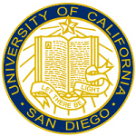 UNIVERSITY OF CALIFORNIA
LET THERE BE LIGHT
· SAN DIEGO ·